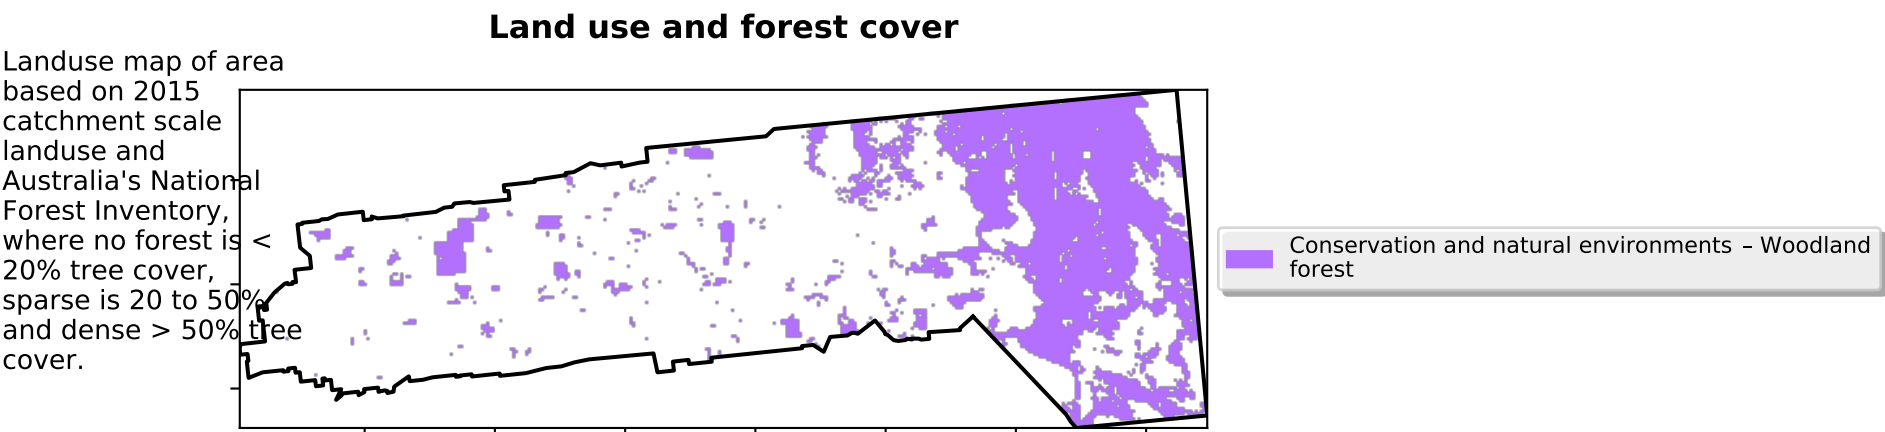 Land use and forest cover
Landuse map of area
based on 2015
catchment scale
landuse and
Australia's National
Forest Inventory,
where no forest is <
20% tree cover,
sparse is 20 to 50%
and dense > 50% tree
cover.
Conservation and natural environments – Woodland
forest